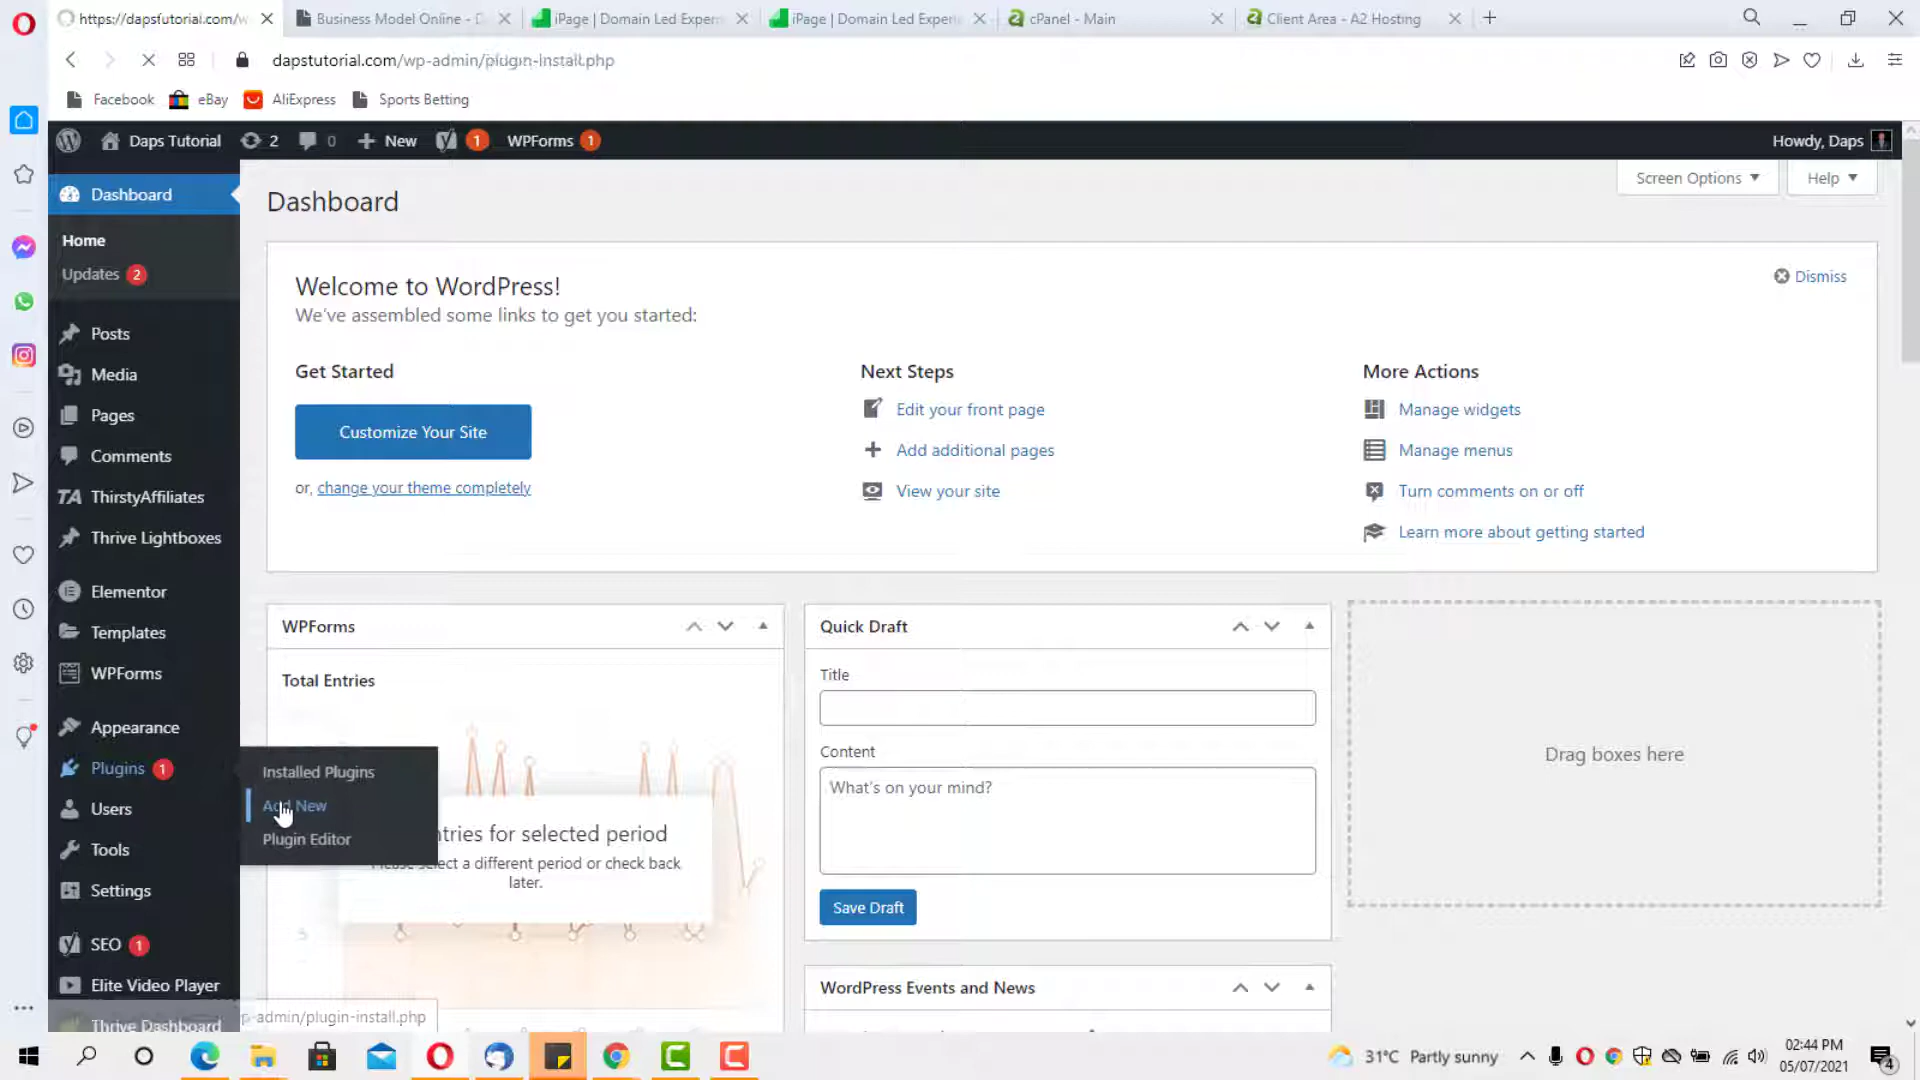 https://dapsfutorial.com/w
Business Model Online - D
iPage | Domain Led Exper
iPage | Domain Led Experi
cPanel - Main
Client Area - A2 Hosting
dapstutorial.com/wp-admin/plugin-install.php
Facebook
eBay
AliExpress
Sports Betting
Daps Tutorial
2
0
New
1
WPForms 1
Howdy, Daps
Dashboard
Home
Updates 2
Posts
Media
Pages
Comments
TA ThirstyAffiliates
Thrive Lightboxes
Elementor
Templates
WPForms
Appearance
Plugins 1
Users
Tools
Settings
SEO 1
Elite Video Player
Thrive Dashboard
Installed Plugins
Add New
Plugin Editor
Dashboard
Screen Options
Help
Welcome to WordPress!
We've assembled some links to get you started:
Dismiss
Get Started
Customize Your Site
or, change your theme completely
Next Steps
Edit your front page
Add additional pages
View your site
More Actions
Manage widgets
Manage menus
Turn comments on or off
Learn more about getting started
WPForms
Total Entries
ntries for selected period
Please select a different period or check back
later.
Quick Draft
Title
Content
What's on your mind?
Save Draft
WordPress Events and News
Drag boxes here
p-admin/plugin-install.php
31°C Partly sunny
02:44 PM
05/07/2021
4